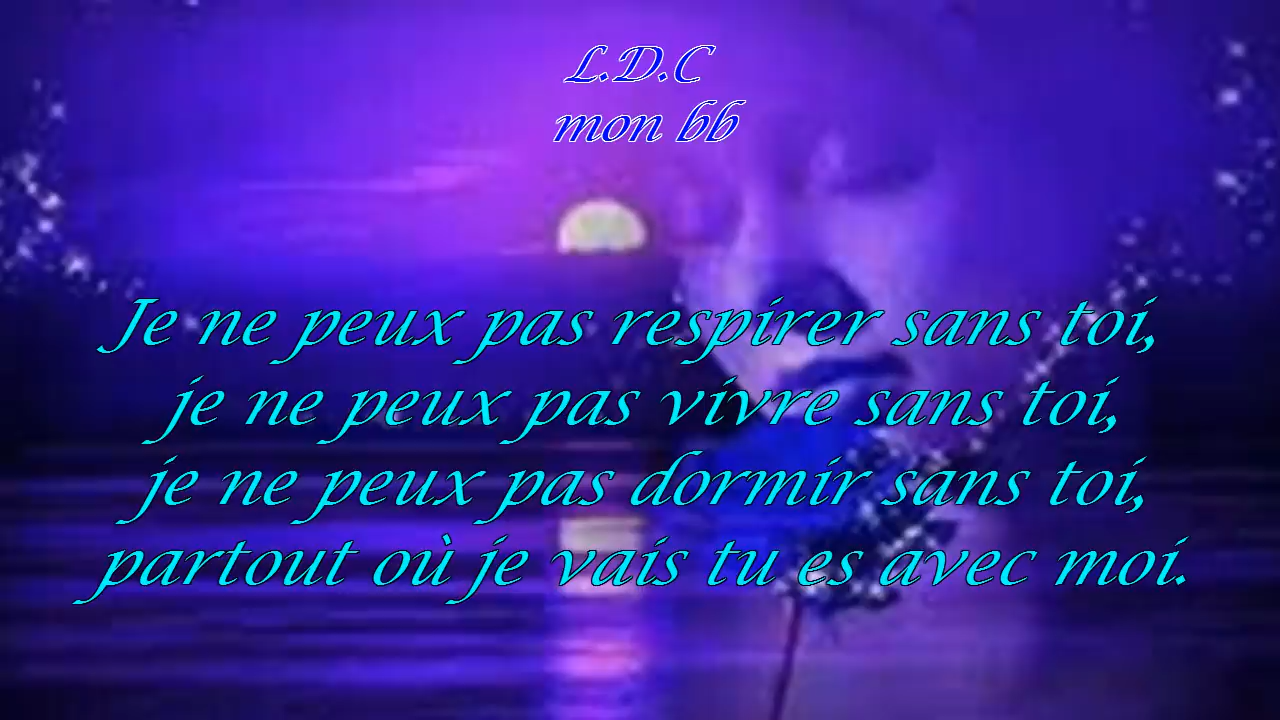 L.D.C
mon bb
Je ne peux pas respirer sans toi,
je ne peux pas vivre sans toi,
je ne peux pas dormir sans toi,
partout où je vais tu es avec moi.